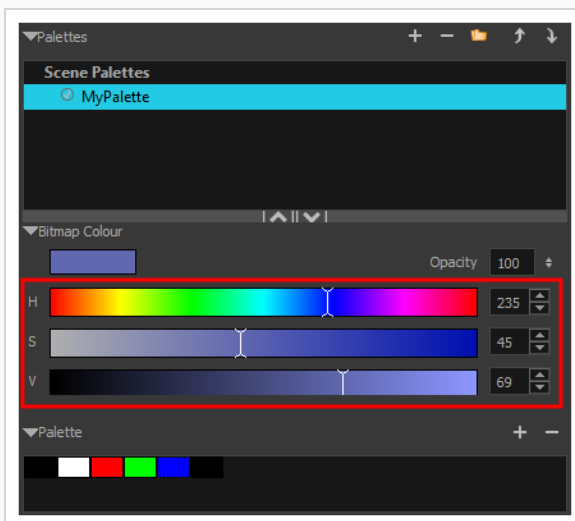 Palettes
Scene Palettes
MyPalette
Bitmap Colour
Opacity 100
H 235
S 45
V 69
Palette